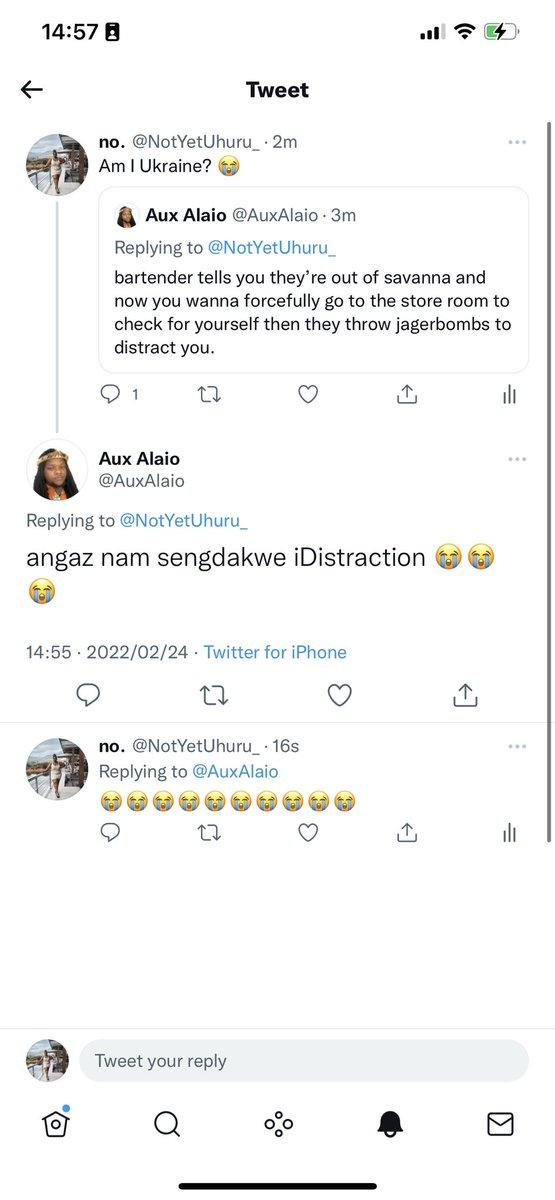 14:57
Tweet
no. @NotYetUhuru_ · 2m
Am I Ukraine? 😭
Aux Alaio @AuxAlaio · 3m
Replying to @NotYetUhuru_
bartender tells you they’re out of savanna and
now you wanna forcefully go to the store room to
check for yourself then they throw jagerbombs to
distract you.
1
Aux Alaio
@AuxAlaio
Replying to @NotYetUhuru_
angaz nam sengdakwe iDistraction 😭😭
😭
14:55 · 2022/02/24 · Twitter for iPhone
no. @NotYetUhuru_ · 16s
Replying to @AuxAlaio
😭😭😭😭😭😭😭😭😭😭
Tweet your reply